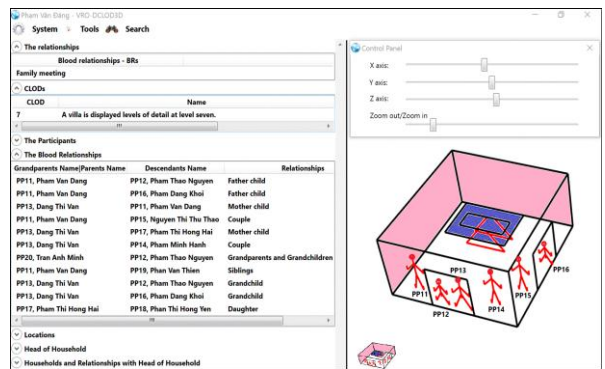 Pham Van Đang - VRO-DCLOD3D
System Tools Search
The relationships
Blood relationships - BRs
Family meeting
CLODs
CLOD Name
7 A villa is displayed levels of detail at level seven.
The Participants
The Blood Relationships
Grandparents Name|Parents Name Descendants Name Relationships
PP11, Pham Van Dang PP12, Pham Thao Nguyen Father child
PP11, Pham Van Dang PP16, Pham Dang Khoi Father child
PP13, Dang Thi Van PP11, Pham Van Dang Mother child
PP11, Pham Van Dang PP15, Nguyen Thi Thu Thao Couple
PP13, Dang Thi Van PP17, Pham Thi Hong Hai Mother child
PP13, Dang Thi Van PP14, Pham Minh Hanh Couple
PP20, Tran Anh Minh PP12, Pham Thao Nguyen Grandparents and Grandchildren
PP11, Pham Van Dang PP19, Phan Van Thien Siblings
PP13, Dang Thi Van PP12, Pham Thao Nguyen Grandchild
PP13, Dang Thi Van PP16, Pham Dang Khoi Grandchild
PP17, Pham Thi Hong Hai PP18, Phan Thi Hong Yen Daughter
Locations
Head of Household
Households and Relationships with Head of Household
Control Panel
X axis:
Y axis:
Z axis:
Zoom out/Zoom in
PP13
PP16
PP11
PP15
PP14
PP12